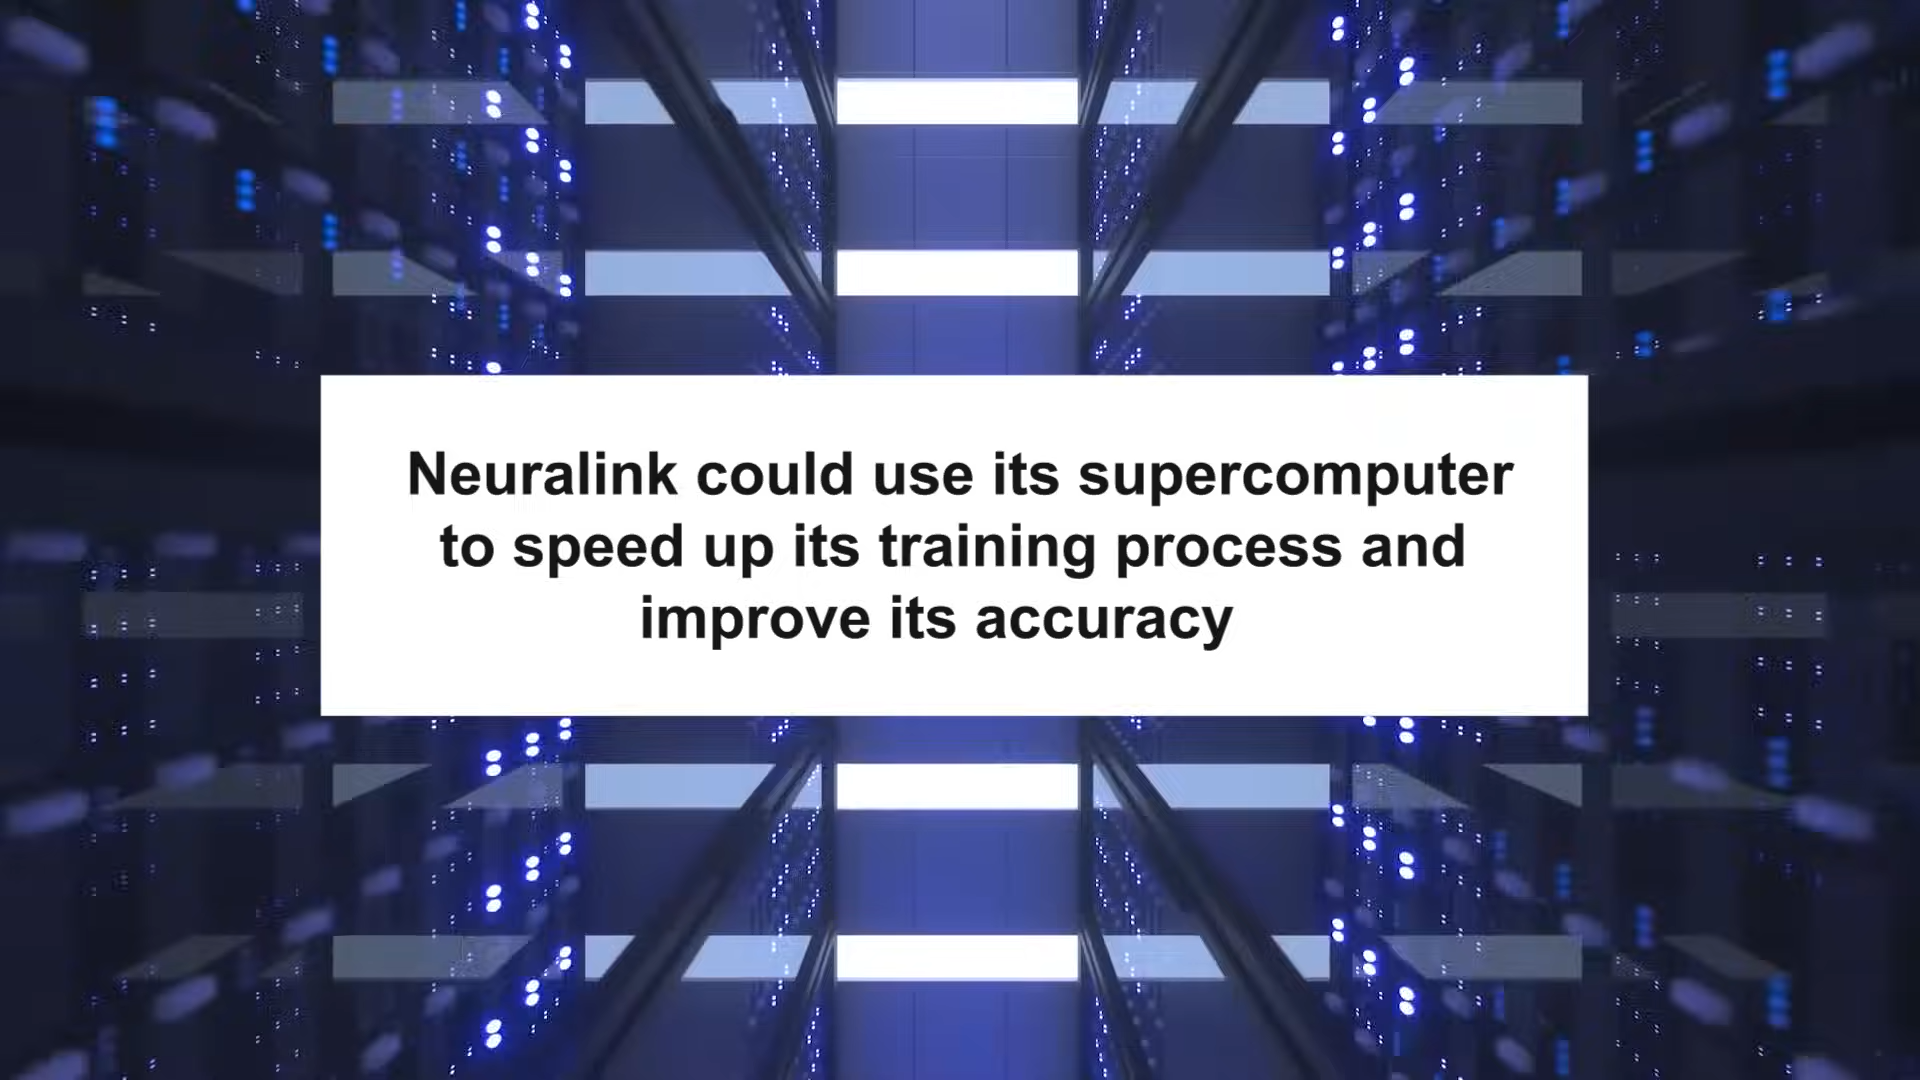 Neuralink could use its supercomputer
to speed up its training process and
improve its accuracy